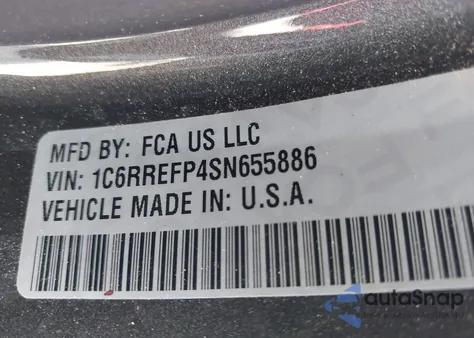 MFD BY: FCA US LLC
VIN: 1C6RREFP4SN655886
VEHICLE MADE IN: U.S.A.
autoSnap